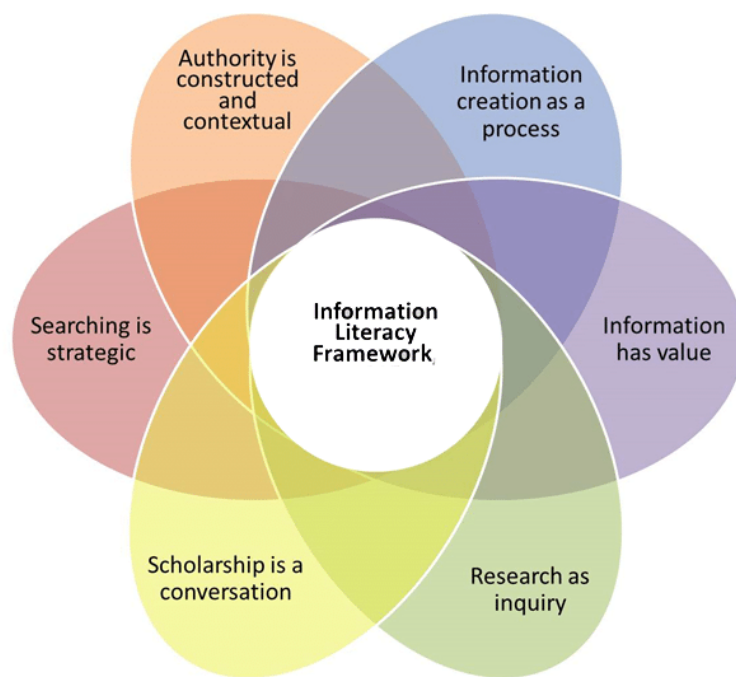 Authority is
constructed
and
contextual
Information
creation as a
process
Searching is
strategic
Information
Literacy
Framework,
Information
has value
Scholarship is a
conversation
Research as
inquiry